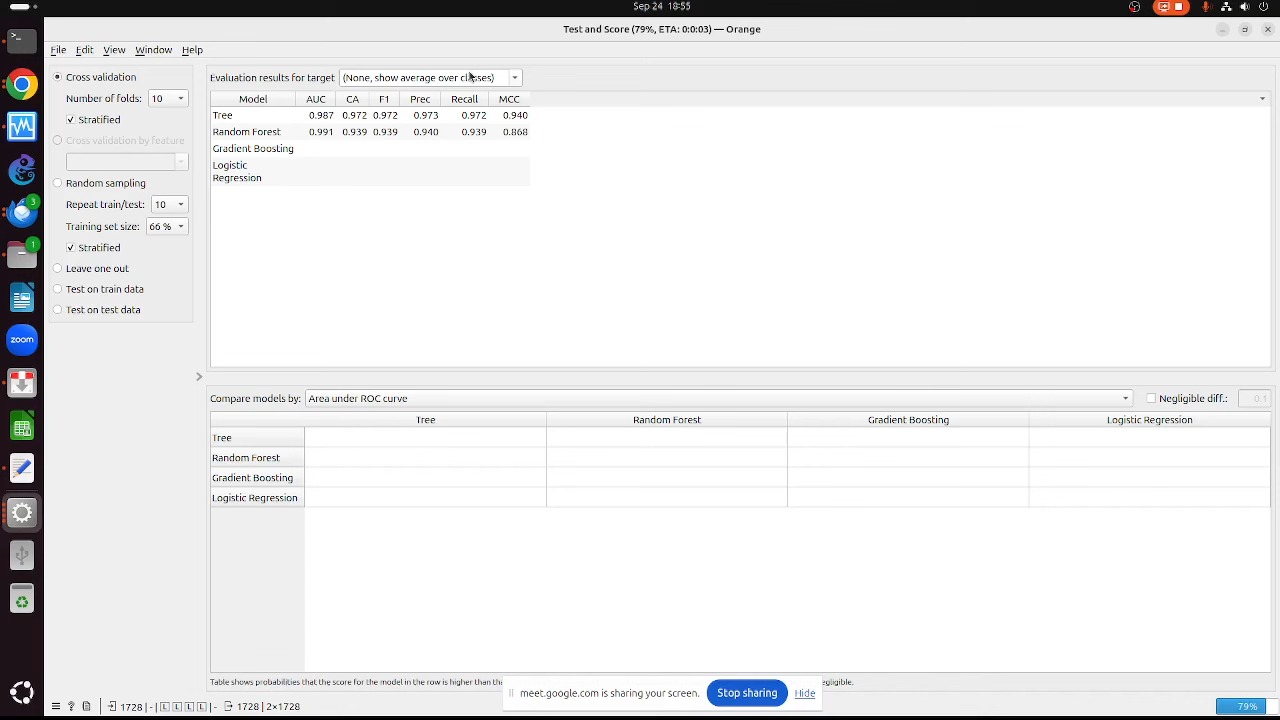 Sep 24 18:55
Test and Score (79%, ETA: 0:0:03) — Orange
File Edit View Window Help
Cross validation
Number of folds: 10
Stratified
Cross validation by feature
Random sampling
Repeat train/test: 10
Training set size: 66 %
Stratified
Leave one out
Test on train data
Test on test data
Evaluation results for target (None, show average over classes)
Model AUC CA F1 Prec Recall MCC
Tree 0.987 0.972 0.972 0.973 0.972 0.940
Random Forest 0.991 0.939 0.939 0.940 0.939 0.868
Gradient Boosting
Logistic
Regression
>
Compare models by: Area under ROC curve
Negligible diff.: 0.1
Tree Random Forest Gradient Boosting Logistic Regression
Tree
Random Forest
Gradient Boosting
Logistic Regression
Table shows probabilities that the score for the model in the row is higher than the
negligible.
meet.google.com is sharing your screen. Stop sharing Hide
1728 | - | L L L L | - 1728 | 2×1728
79%
3
1
zoom